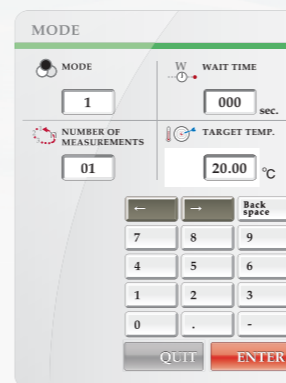 MODE
MODE
W WAIT TIME
1
000 sec.
NUMBER OF
MEASUREMENTS
TARGET TEMP.
01
20.00 °C
← → Back
space
7 8 9
4 5 6
1 2 3
0 . -
QUIT ENTER